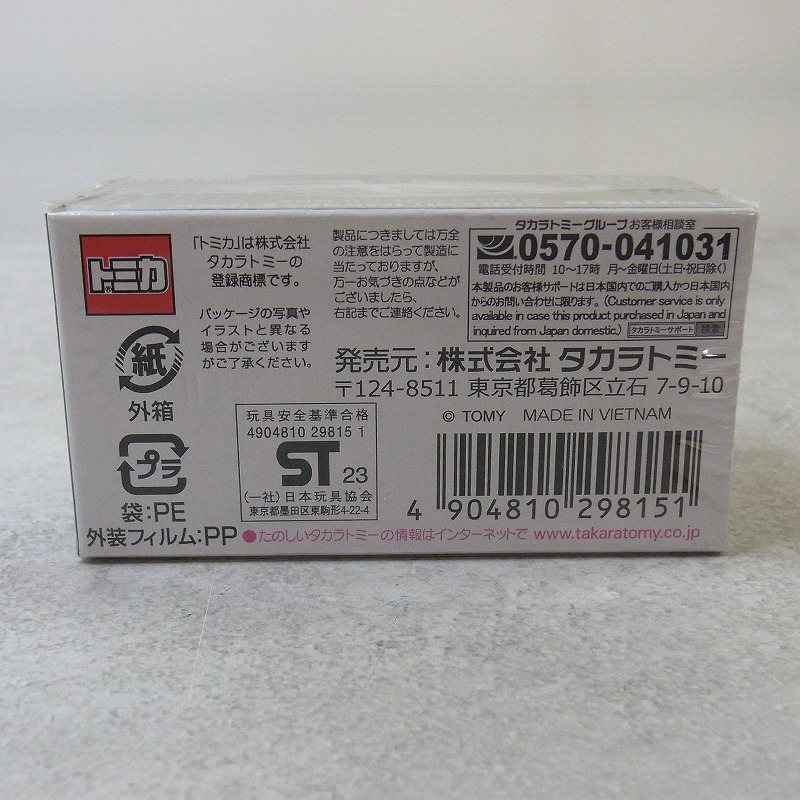 トミカ
「トミカ」は株式会社
タカラトミーの
登録商標です。
パッケージの写真や
イラストと異なる
場合がございます
がご了承ください。
製品につきましては万全
の注意をはらって製造に
当たっておりますが、
万一お気づきの点などが
ございましたら、
右記までご連絡ください。
タカラトミーグループ お客様相談室
0570-041031
電話受付時間 10〜17時 月〜金曜日(土日・祝日除く)
本製品のお客様サポートは日本国内でのご購入かつ日本国内
からのお問い合わせに限ります。(Customer service is only
available in case this product purchased in Japan and
inquired from Japan domestic.) タカラトミーサポート 検索
発売元：株式会社 タカラトミー
〒124-8511 東京都葛飾区立石 7-9-10
© TOMY MADE IN VIETNAM
紙
外箱
プラ
袋:PE
外装フィルム:PP
玩具安全基準合格
4904810 29815 1
ST 23
(一社)日本玩具協会
東京都墨田区東駒形4-22-4
4 904810 298151
●たのしいタカラトミーの情報はインターネットで www.takaratomy.co.jp